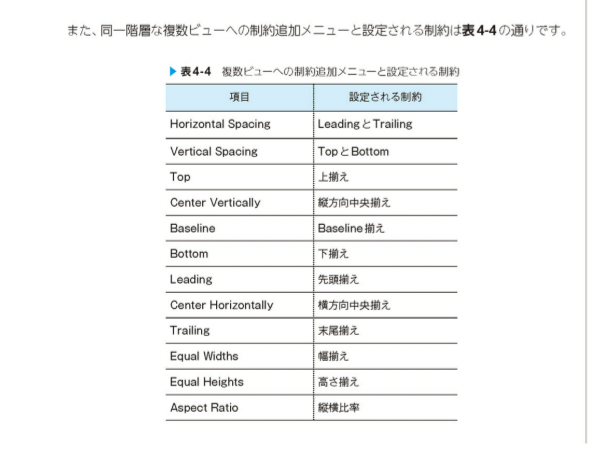 また、同一階層な複数ビューへの制約追加メニューと設定される制約は表4-4の通りです。
▶ 表4-4 複数ビューへの制約追加メニューと設定される制約
項目 設定される制約
Horizontal Spacing LeadingとTrailing
Vertical Spacing TopとBottom
Top 上揃え
Center Vertically 縦方向中央揃え
Baseline Baseline揃え
Bottom 下揃え
Leading 先頭揃え
Center Horizontally 横方向中央揃え
Trailing 末尾揃え
Equal Widths 幅揃え
Equal Heights 高さ揃え
Aspect Ratio 縦横比率